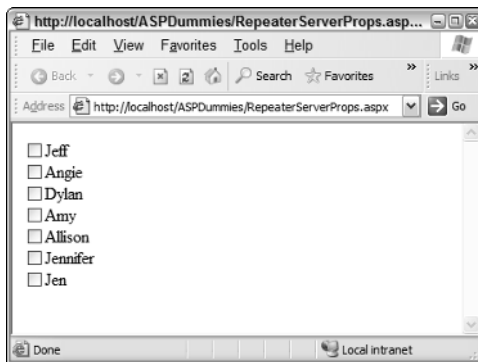 http://localhost/ASPDummies/RepeaterServerProps.asp...
File Edit View Favorites Tools Help
Back Search Favorites » Links »
Address http://localhost/ASPDummies/RepeaterServerProps.aspx Go
Jeff
Angie
Dylan
Amy
Allison
Jennifer
Jen
Done Local intranet